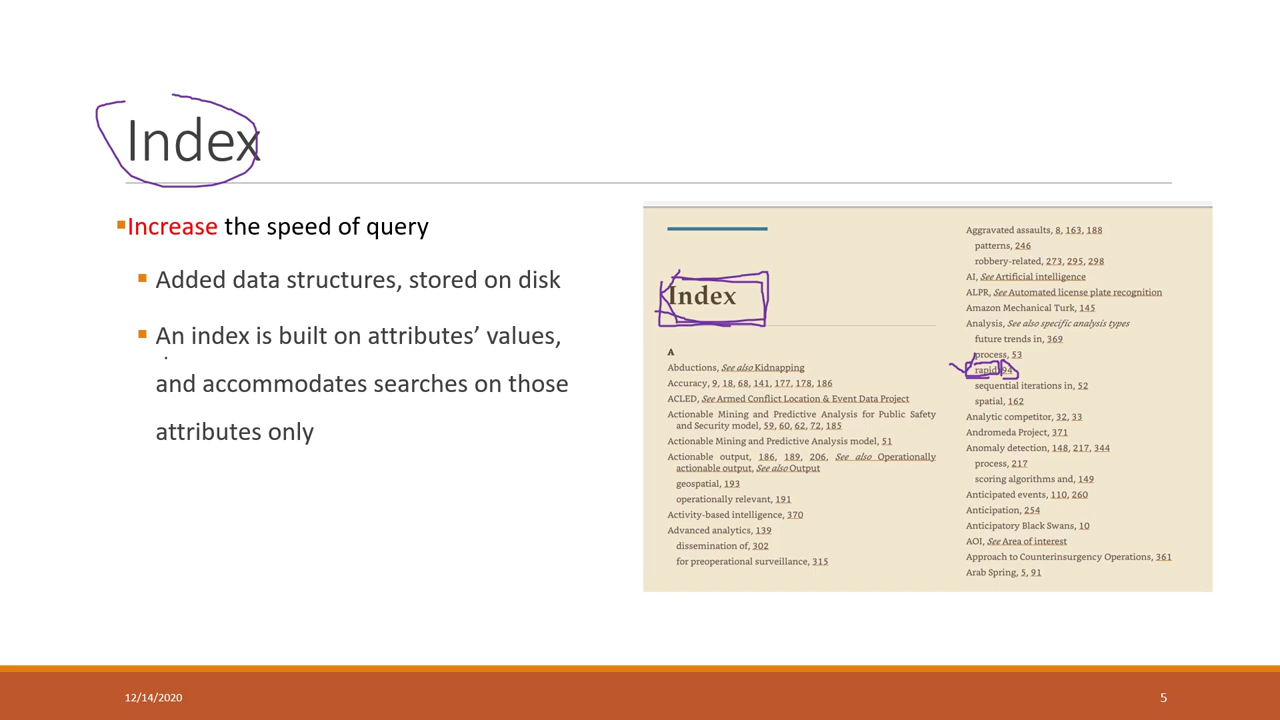 Index
Increase the speed of query
Added data structures, stored on disk
An index is built on attributes’ values,
and accommodates searches on those
attributes only
Index
A
Abductions, See also Kidnapping
Accuracy, 9, 18, 68, 141, 177, 178, 186
ACLED, See Armed Conflict Location & Event Data Project
Actionable Mining and Predictive Analysis for Public Safety
and Security model, 59, 60, 62, 72, 185
Actionable Mining and Predictive Analysis model, 51
Actionable output, 186, 189, 206, See also Operationally
actionable output, See also Output
geospatial, 193
operationally relevant, 191
Activity-based intelligence, 370
Advanced analytics, 139
dissemination of, 302
for preoperational surveillance, 315
Aggravated assaults, 8, 163, 188
patterns, 246
robbery-related, 273, 295, 298
AI, See Artificial intelligence
ALPR, See Automated license plate recognition
Amazon Mechanical Turk, 145
Analysis, See also specific analysis types
future trends in, 369
process, 53
rapid, 94
sequential iterations in, 52
spatial, 162
Analytic competitor, 32, 33
Andromeda Project, 371
Anomaly detection, 148, 217, 344
process, 217
scoring algorithms and, 149
Anticipated events, 110, 260
Anticipation, 254
Anticipatory Black Swans, 10
AOI, See Area of interest
Approach to Counterinsurgency Operations, 361
Arab Spring, 5, 91
12/14/2020
5